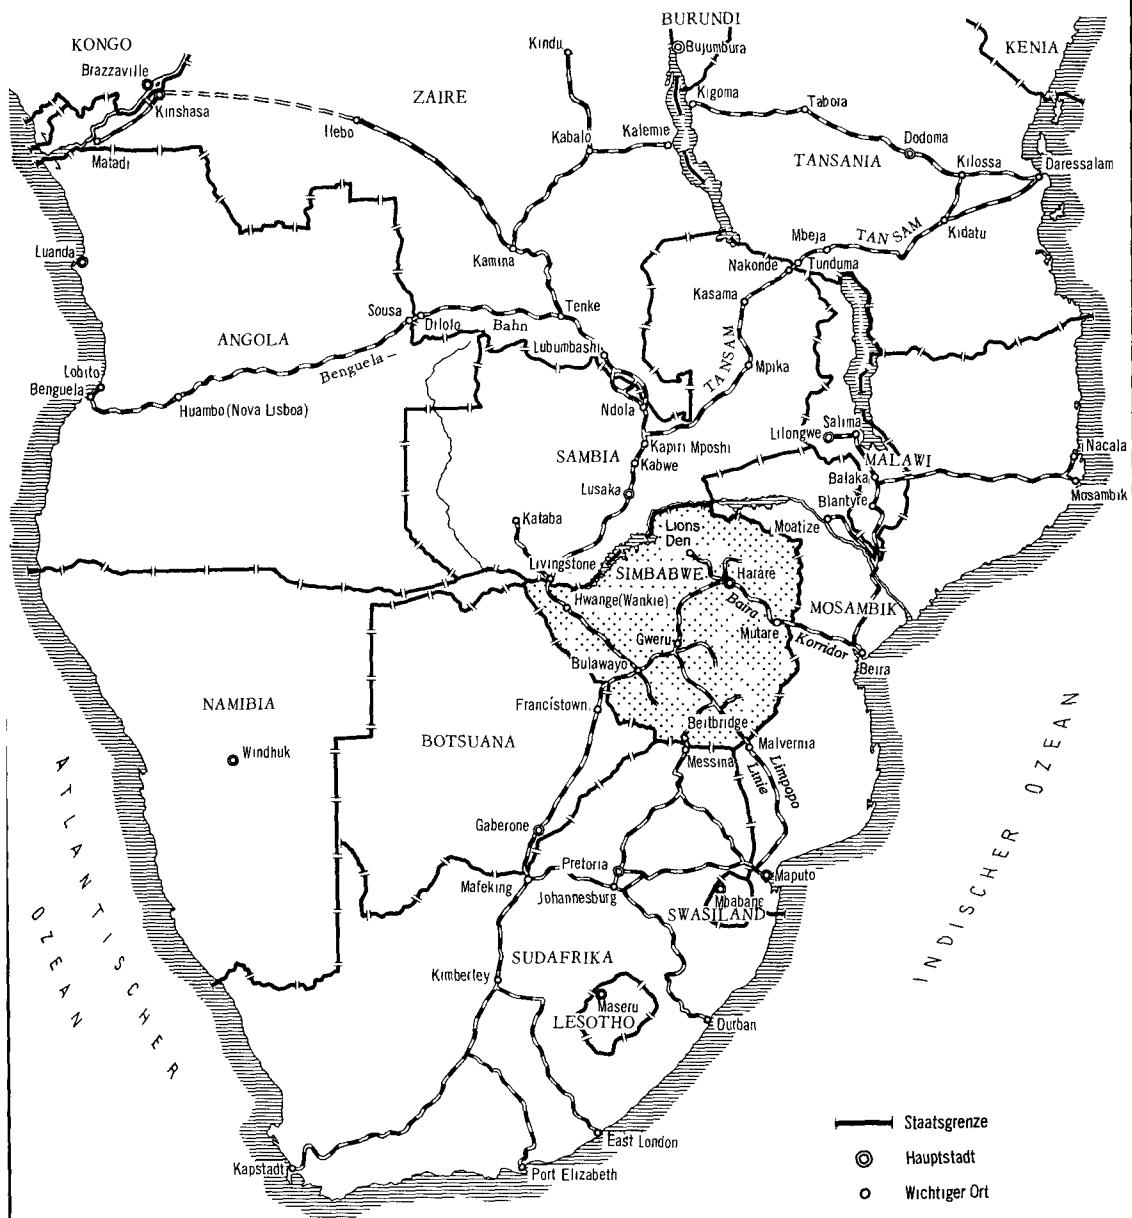 BURUNDI
KONGO
KENIA
Kindu
Bujumbura
Brazzaville
ZAIRE
Kigoma
Tabora
Kinshasa
Ilebo
Kabalo
Kalemie
Dodoma
TANSANIA
Matadi
Kilossa
Daressalam
Luanda
Mbeja
TAN SAM
Kidatu
Kamina
Nakonde
Tunduma
Kasama
Sousa
Dilolo
Bahn
Tenke
ANGOLA
Lubumbashi
Benguela –
TANSAM
Mpika
Lobito
Benguela
Huambo (Nova Lisboa)
Ndola
Salima
Lilongwe
Kapiri Mposhi
Nacala
SAMBIA
Kabwe
MALAWI
Balaka
Lusaka
Mosambik
Blantyre
Kataba
Lions
Den
Moatize
Livingstone
SIMBABWE
Harare
Hwange (Wankie)
Baira
MOSAMBIK
Mutare
Korridor
Gweru
Bulawayo
Beira
NAMIBIA
Francistown
Beitbridge
BOTSUANA
Malvernia
Windhuk
Messina
Limpopo
Linie
ATLANTISCHER
OZEAN
INDISCHER OZEAN
Gaberone
Pretoria
Maputo
Mafeking
Johannesburg
Mbabane
SWASILAND
SUDAFRIKA
Kimberley
Maseru
LESOTHO
Durban
East London
Kapstadt
Port Elizabeth
Staatsgrenze
Hauptstadt
Wichtiger Ort